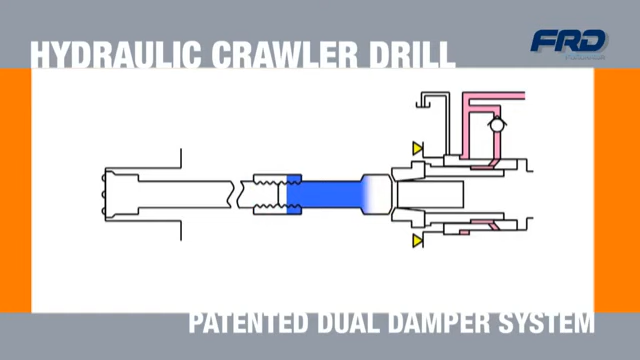 HYDRAULIC CRAWLER DRILL
FRD
PATENTED DUAL DAMPER SYSTEM